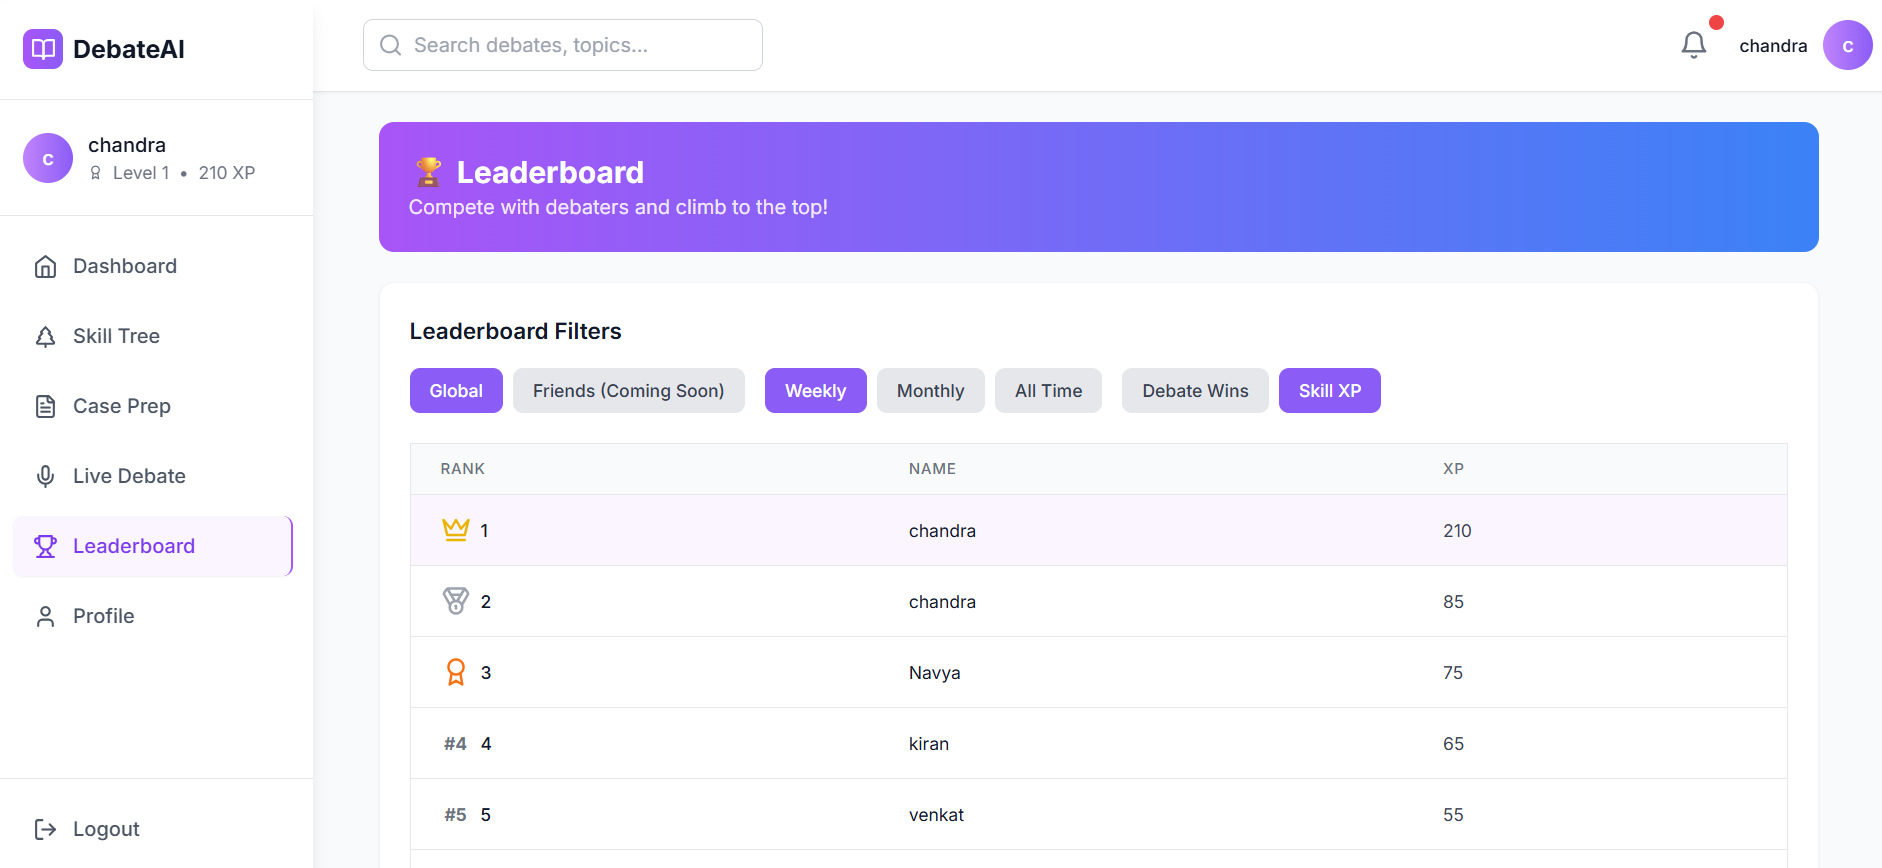 DebateAI
Search debates, topics...
chandra
c
c
chandra
Level 1 • 210 XP
Dashboard
Skill Tree
Case Prep
Live Debate
Leaderboard
Profile
Logout
🏆 Leaderboard
Compete with debaters and climb to the top!
Leaderboard Filters
Global Friends (Coming Soon) Weekly Monthly All Time Debate Wins Skill XP
RANK NAME XP
1 chandra 210
2 chandra 85
3 Navya 75
#4 4 kiran 65
#5 5 venkat 55